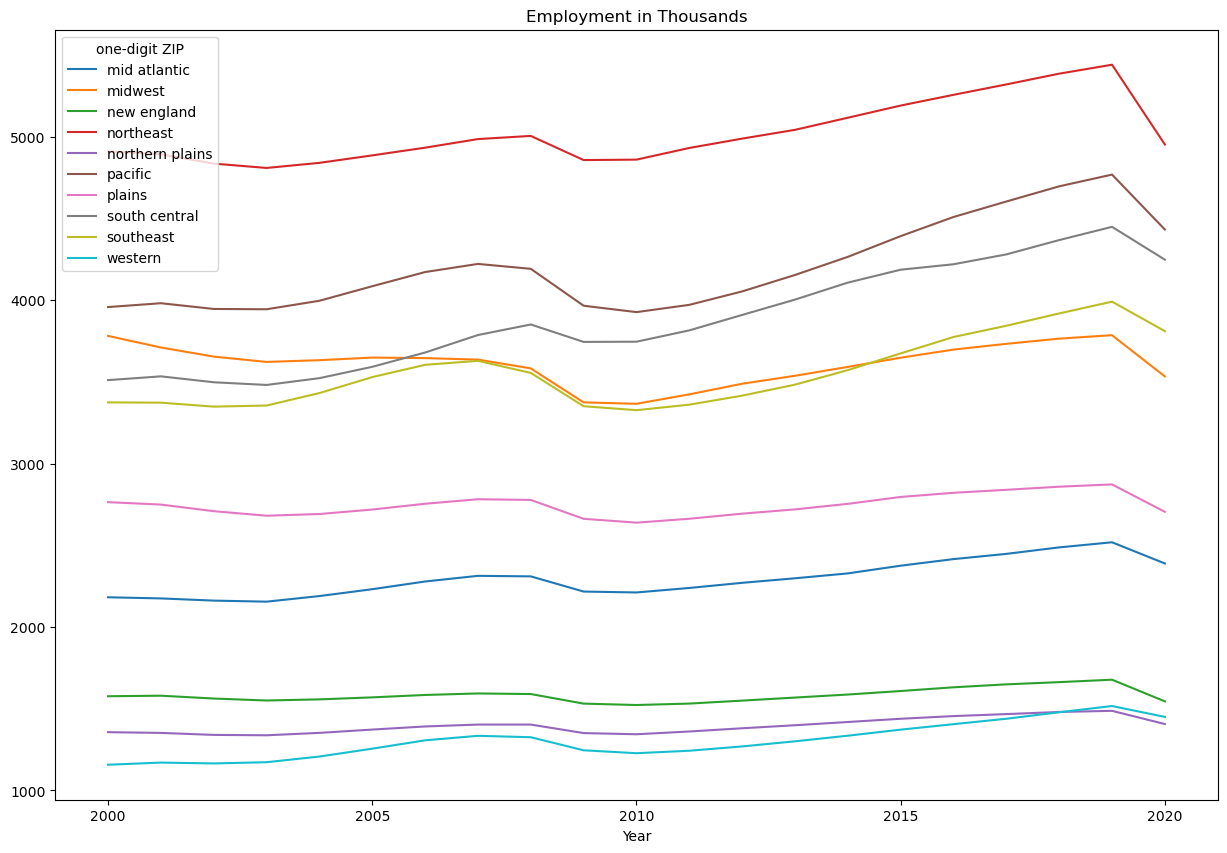 Employment in Thousands
one-digit ZIP
mid atlantic
midwest
new england
northeast
northern plains
pacific
plains
south central
southeast
western
5000
4000
3000
2000
1000
2000 2005 2010 2015 2020
Year